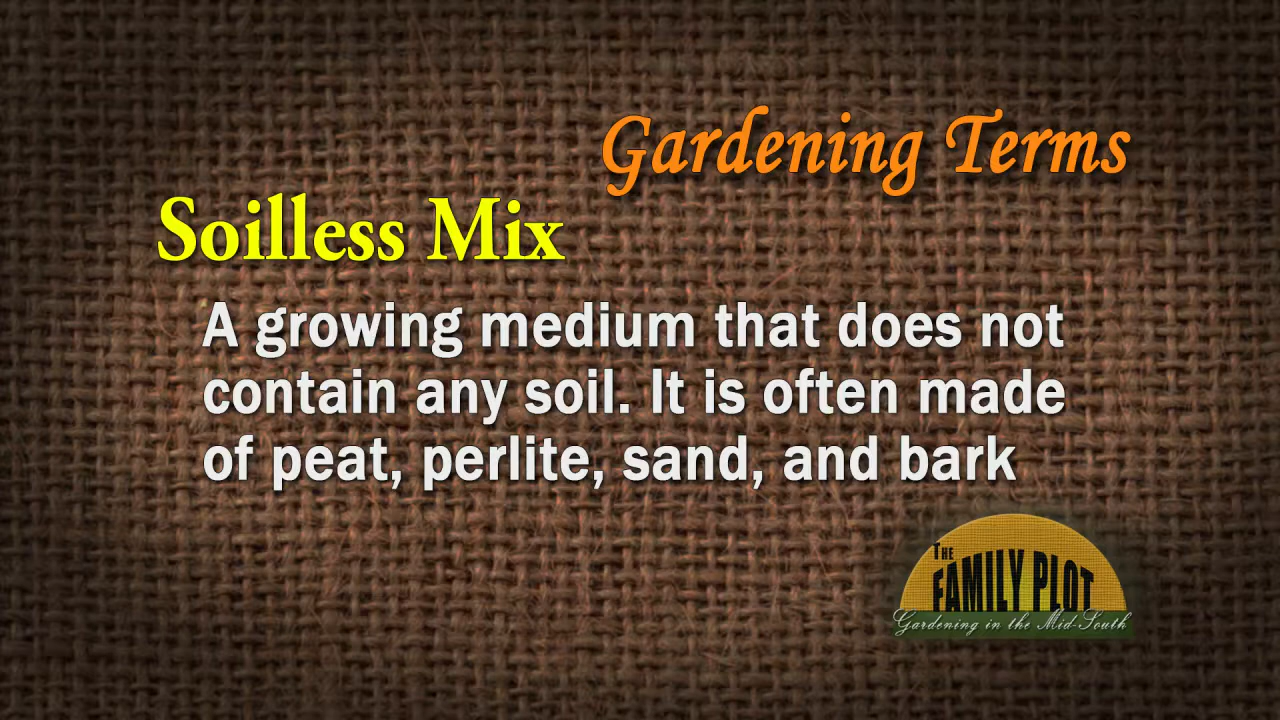 Gardening Terms
Soilless Mix
A growing medium that does not
contain any soil. It is often made
of peat, perlite, sand, and bark
THE
FAMILY PLOT
Gardening in the Mid-South